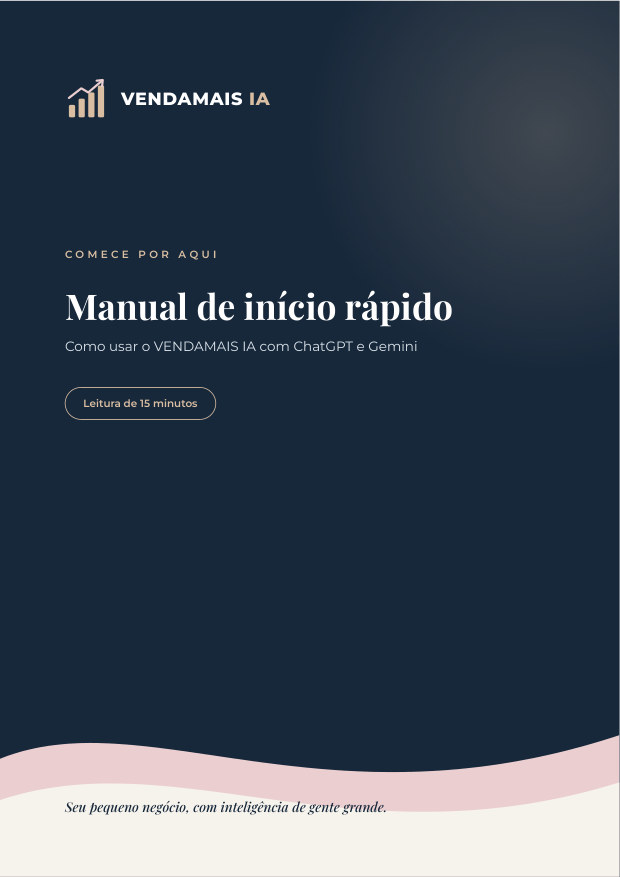 VENDAMAIS IA
COMECE POR AQUI
Manual de início rápido
Como usar o VENDAMAIS IA com ChatGPT e Gemini
Leitura de 15 minutos
Seu pequeno negócio, com inteligência de gente grande.